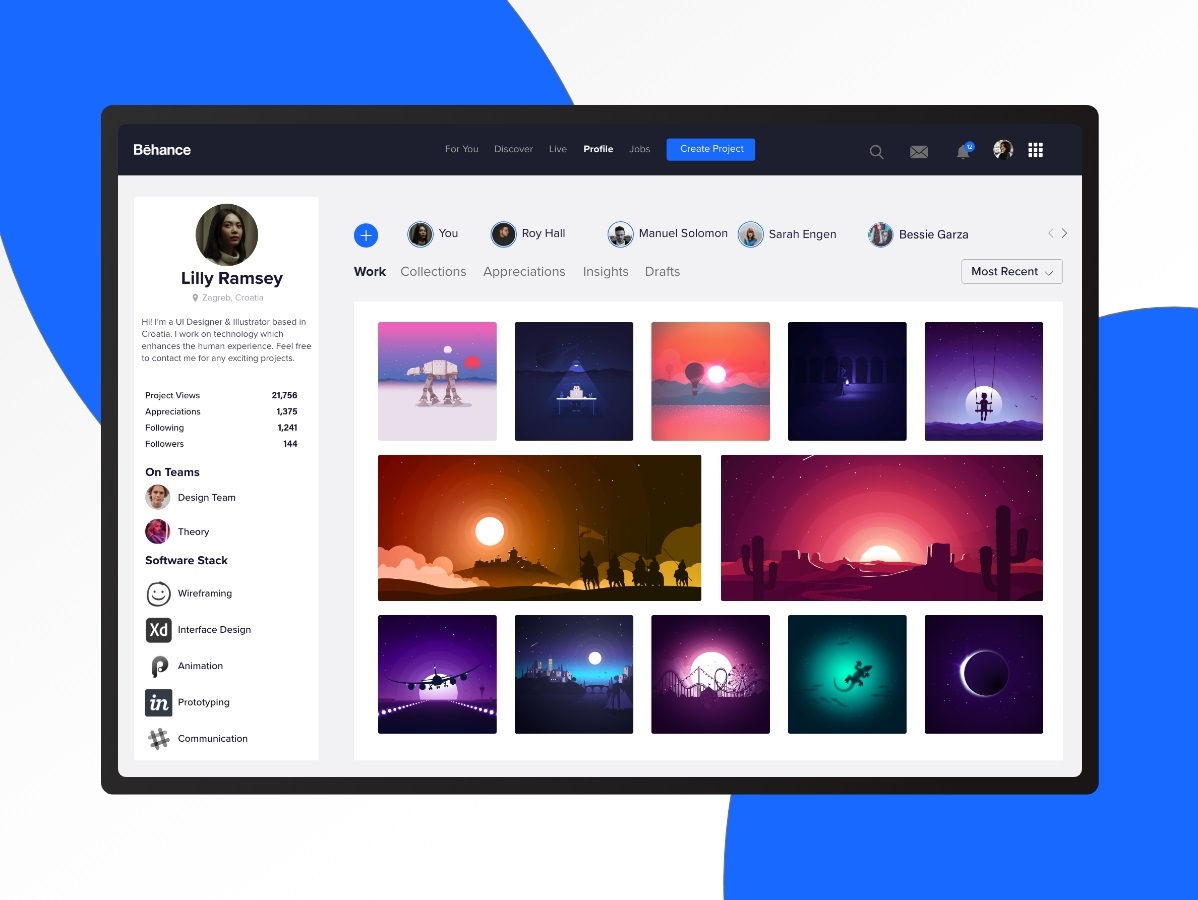 Bēhance
For You Discover Live Profile Jobs Create Project
12
Lilly Ramsey
Zagreb, Croatia
Hi! I'm a UI Designer & Illustrator based in
Croatia. I work on technology which
enhances the human experience. Feel free
to contact me for any exciting projects.
Project Views 21,756
Appreciations 1,375
Following 1,241
Followers 144
On Teams
Design Team
Theory
Software Stack
Wireframing
Xd Interface Design
Animation
in Prototyping
Communication
You Roy Hall Manuel Solomon Sarah Engen Bessie Garza
Work Collections Appreciations Insights Drafts Most Recent